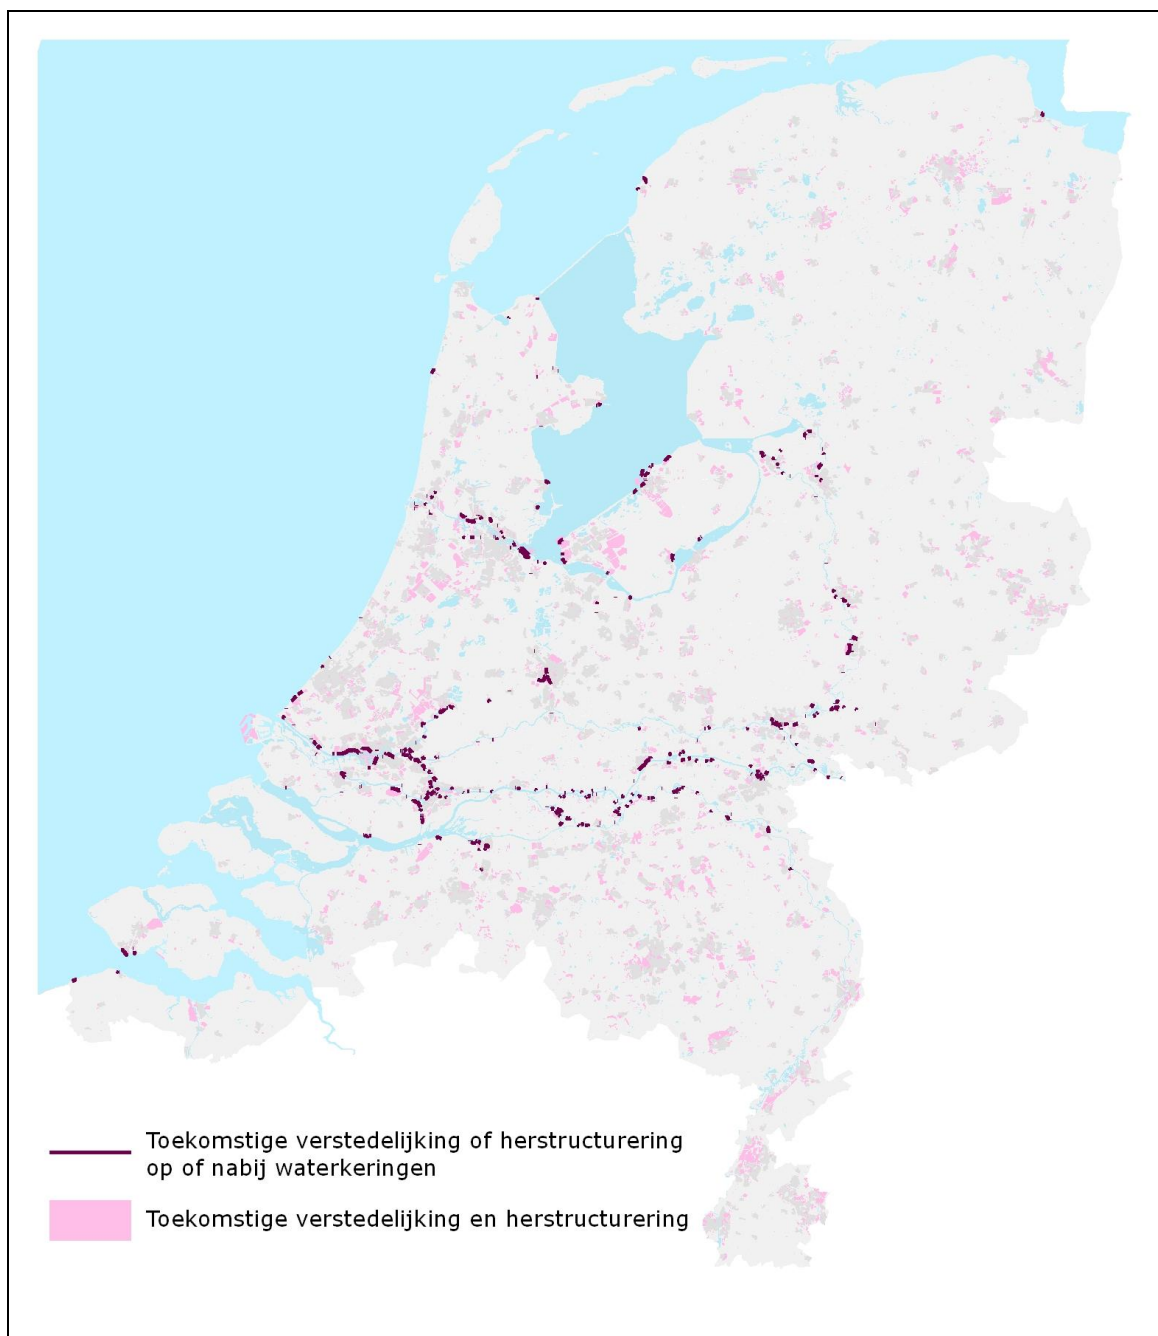 Toekomstige verstedelijking of herstructurering
op of nabij waterkeringen
Toekomstige verstedelijking en herstructurering